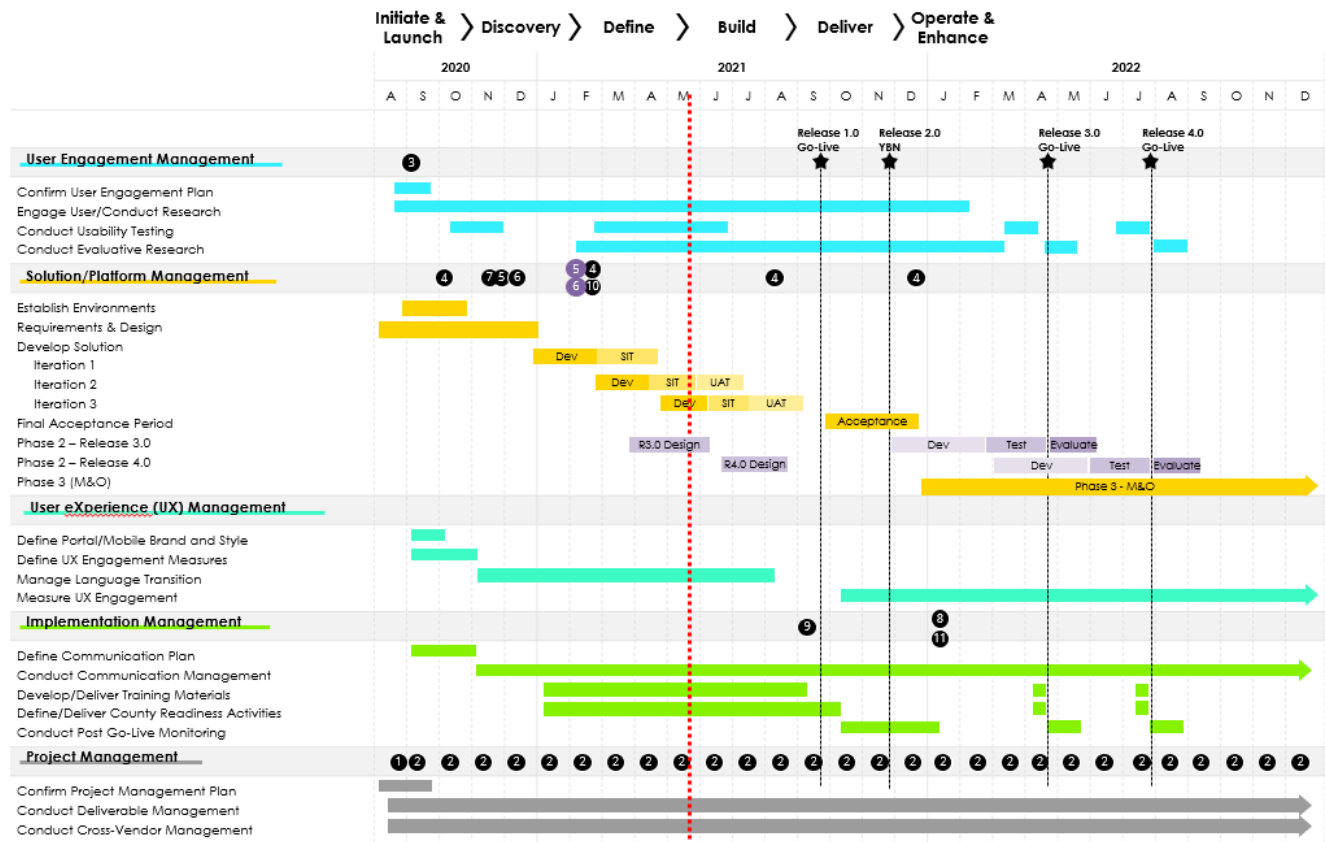 Initiate & Launch
Discovery
Define
Build
Deliver
Operate & Enhance
2020 2021 2022
A S O N D J F M A M J J A S O N D J F M A M J J A S O N D
Release 1.0 Go-Live
Release 2.0 YBN
Release 3.0 Go-Live
Release 4.0 Go-Live
User Engagement Management
3
Confirm User Engagement Plan
Engage User/Conduct Research
Conduct Usability Testing
Conduct Evaluative Research
Solution/Platform Management
4 7 5 6 5 4 4 4
6 10
Establish Environments
Requirements & Design
Develop Solution
Iteration 1 Dev SIT
Iteration 2 Dev SIT UAT
Iteration 3 Dev SIT UAT
Final Acceptance Period Acceptance
Phase 2 – Release 3.0 R3.0 Design Dev Test Evaluate
Phase 2 – Release 4.0 R4.0 Design Dev Test Evaluate
Phase 3 (M&O) Phase 3 - M&O
User eXperience (UX) Management
Define Portal/Mobile Brand and Style
Define UX Engagement Measures
Manage Language Transition
Measure UX Engagement
Implementation Management
9 8
11
Define Communication Plan
Conduct Communication Management
Develop/Deliver Training Materials
Define/Deliver County Readiness Activities
Conduct Post Go-Live Monitoring
Project Management
1 2 2 2 2 2 2 2 2 2 2 2 2 2 2 2 2 2 2 2 2 2 2 2 2 2 2 2 2
Confirm Project Management Plan
Conduct Deliverable Management
Conduct Cross-Vendor Management